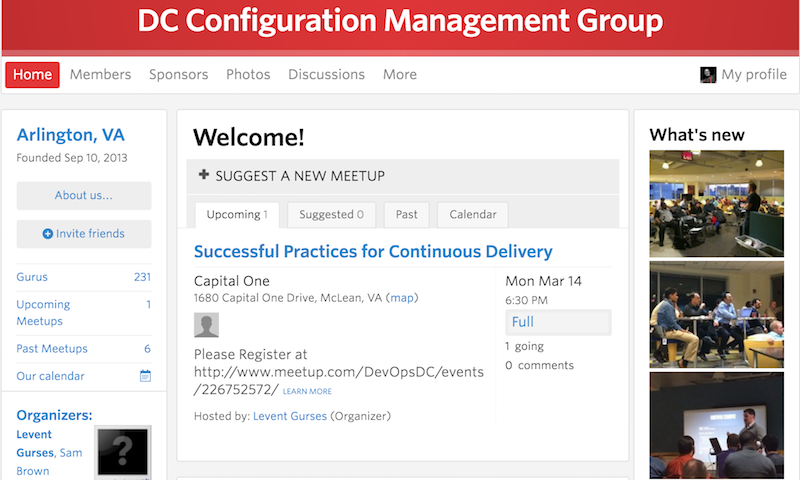 DC Configuration Management Group
Home Members Sponsors Photos Discussions More My profile
Arlington, VA
Founded Sep 10, 2013
About us...
Invite friends
Gurus 231
Upcoming
Meetups 1
Past Meetups 6
Our calendar
Organizers:
Levent
Gurses, Sam
Brown
?
Welcome!
SUGGEST A NEW MEETUP
Upcoming 1 Suggested 0 Past Calendar
Successful Practices for Continuous Delivery
Capital One
1680 Capital One Drive, McLean, VA (map)
Please Register at
http://www.meetup.com/DevOpsDC/events
/226752572/ LEARN MORE
Hosted by: Levent Gurses (Organizer)
Mon Mar 14
6:30 PM
Full
1 going
0 comments
What's new